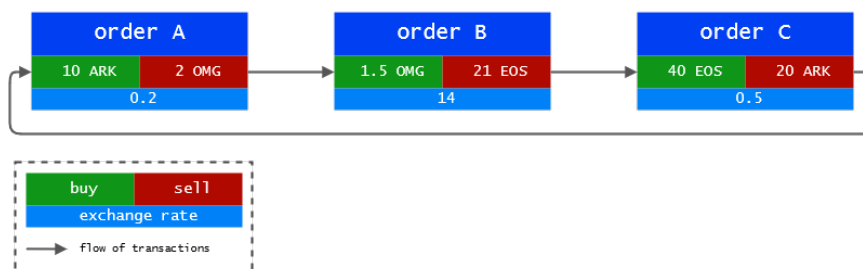 order A
order B
order C
10 ARK
2 OMG
1.5 OMG
21 EOS
40 EOS
20 ARK
0.2
14
0.5
buy
sell
exchange rate
flow of transactions